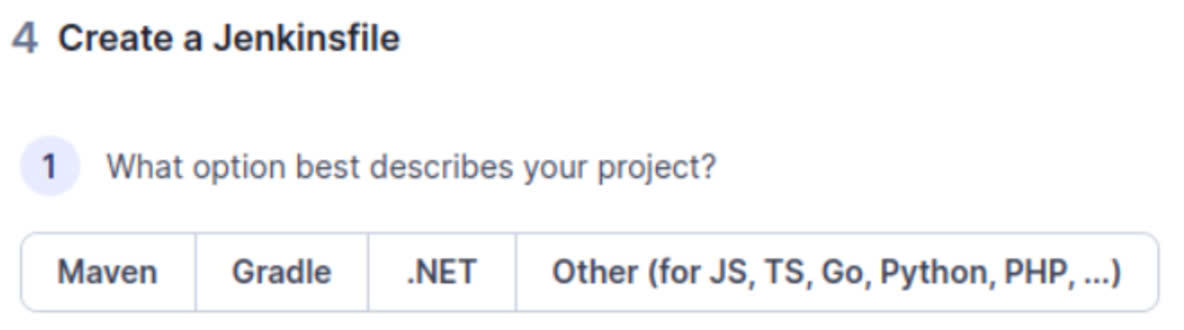 4 Create a Jenkinsfile
1 What option best describes your project?
Maven Gradle .NET Other (for JS, TS, Go, Python, PHP, ...)